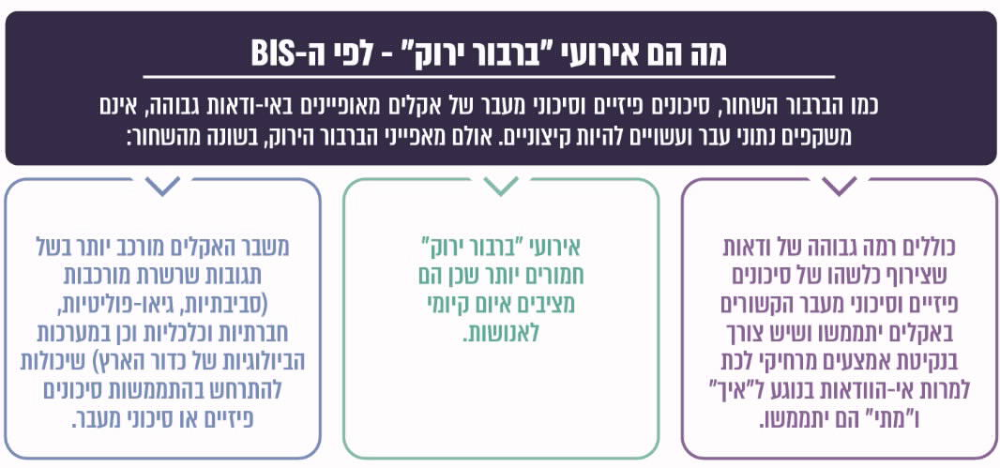 מה הם אירועי "ברבור ירוק" - לפי ה-BIS
כמו הברבור השחור, סיכונים פיזיים וסיכוני מעבר של אקלים מאופיינים באי-ודאות גבוהה, אינם
משקפים נתוני עבר ועשויים להיות קיצוניים. אולם מאפייני הברבור הירוק, בשונה מהשחור:
כוללים רמה גבוהה של ודאות
שצירוף כלשהו של סיכונים
פיזיים וסיכוני מעבר הקשורים
באקלים יתממשו ושיש צורך
בנקיטת אמצעים מרחיקי לכת
למרות אי-הוודאות בנוגע ל"איך"
ו"מתי" הם יתממשו.
אירועי "ברבור ירוק"
חמורים יותר שכן הם
מציבים איום קיומי
לאנושות.
משבר האקלים מורכב יותר בשל
תגובות שרשרת מורכבות
(סביבתיות, גיאו-פוליטיות,
חברתיות וכלכליות וכן במערכות
הביולוגיות של כדור הארץ) שיכולות
להתרחש בהתממשות סיכונים
פיזיים או סיכוני מעבר.